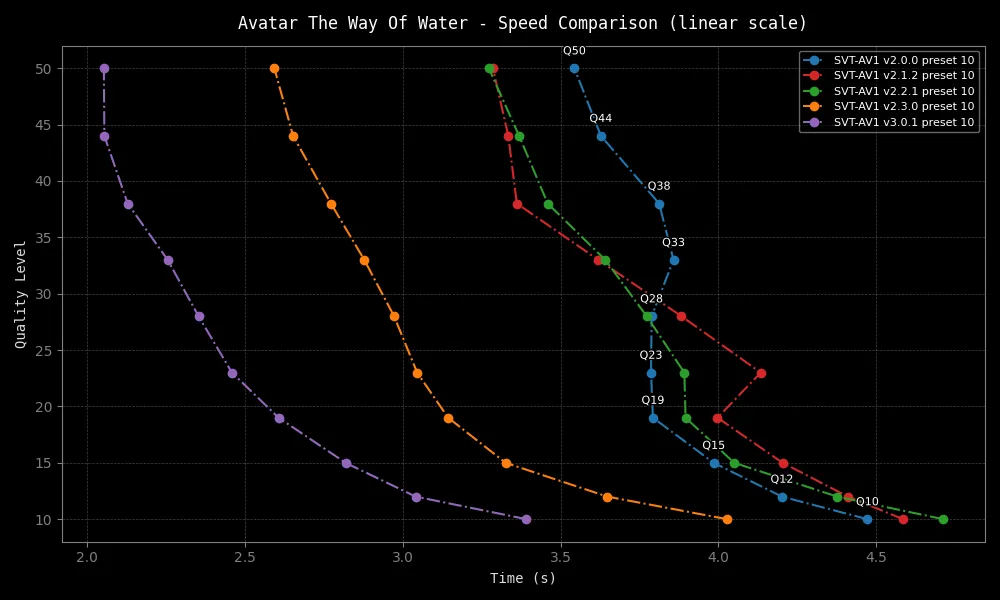 Avatar The Way Of Water - Speed Comparison (linear scale)
Q50
SVT-AV1 v2.0.0 preset 10
SVT-AV1 v2.1.2 preset 10
SVT-AV1 v2.2.1 preset 10
SVT-AV1 v2.3.0 preset 10
SVT-AV1 v3.0.1 preset 10
Q44
Q38
Q33
Q28
Q23
Q19
Q15
Q12
Q10
50
45
40
35
30
25
20
15
10
Quality Level
2.0 2.5 3.0 3.5 4.0 4.5
Time (s)